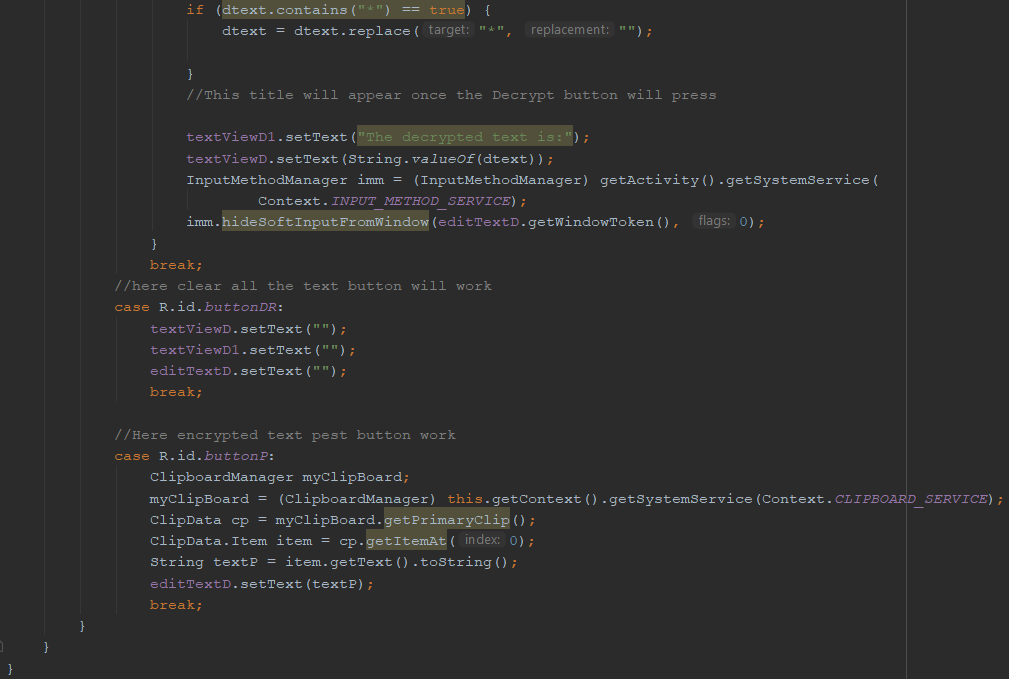 if (dtext.contains("*") == true) {
dtext = dtext.replace( target: "*", replacement: "");
}
//This title will appear once the Decrypt button will press
textViewD1.setText("The decrypted text is:");
textViewD.setText(String.valueOf(dtext));
InputMethodManager imm = (InputMethodManager) getActivity().getSystemService(
Context.INPUT_METHOD_SERVICE);
imm.hideSoftInputFromWindow(editTextD.getWindowToken(), flags: 0);
}
break;
//here clear all the text button will work
case R.id.buttonDR:
textViewD.setText("");
textViewD1.setText("");
editTextD.setText("");
break;
//Here encrypted text pest button work
case R.id.buttonP:
ClipboardManager myClipBoard;
myClipBoard = (ClipboardManager) this.getContext().getSystemService(Context.CLIPBOARD_SERVICE);
ClipData cp = myClipBoard.getPrimaryClip();
ClipData.Item item = cp.getItemAt( index: 0);
String textP = item.getText().toString();
editTextD.setText(textP);
break;
}
}
}